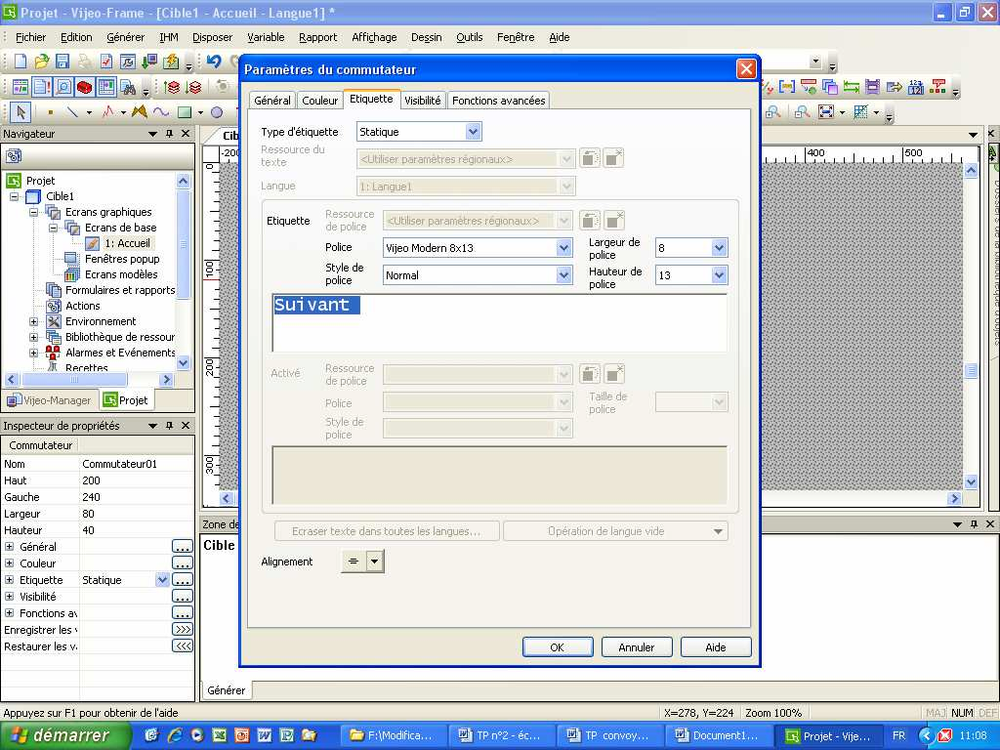 Projet - Vijeo-Frame - [Cible1 - Accueil - Langue1] *
Fichier Edition Générer IHM Disposer Variable Rapport Affichage Dessin Outils Fenêtre Aide
Navigateur
Projet
Cible1
Ecrans graphiques
Ecrans de base
1: Accueil
Fenêtres popup
Ecrans modèles
Formulaires et rapports
Actions
Environnement
Bibliothèque de ressour
Alarmes et Evénements
Recettes
Vijeo-Manager Projet
Inspecteur de propriétés
Commutateur
Nom Commutateur01
Haut 200
Gauche 240
Largeur 80
Hauteur 40
Général ...
Couleur ...
Etiquette Statique ...
Visibilité ...
Fonctions av ...
Enregistrer les v >>>
Restaurer les va <<<
Cib
-200
400 500
0
100
200
300
Paramètres du commutateur
Général Couleur Etiquette Visibilité Fonctions avancées
Type d'étiquette Statique
Ressource du
texte
<Utiliser paramètres régionaux>
Langue 1: Langue1
Etiquette
Ressource
de police
<Utiliser paramètres régionaux>
Police Vijeo Modern 8x13
Largeur de
police
8
Style de
police
Normal
Hauteur de
police
13
Suivant
Activé
Ressource
de police
Police
Taille de
police
Style de
police
Ecraser texte dans toutes les langues...
Opération de langue vide
Alignement
OK Annuler Aide
Zone de
Cible
Générer
Appuyez sur F1 pour obtenir de l'aide
X=278, Y=224 Zoom 100% MAJ NUM DEF
démarrer
F:\Modifica...
TP n°2 - éc...
TP convoy...
Document1...
Projet - Vije...
FR
11:08